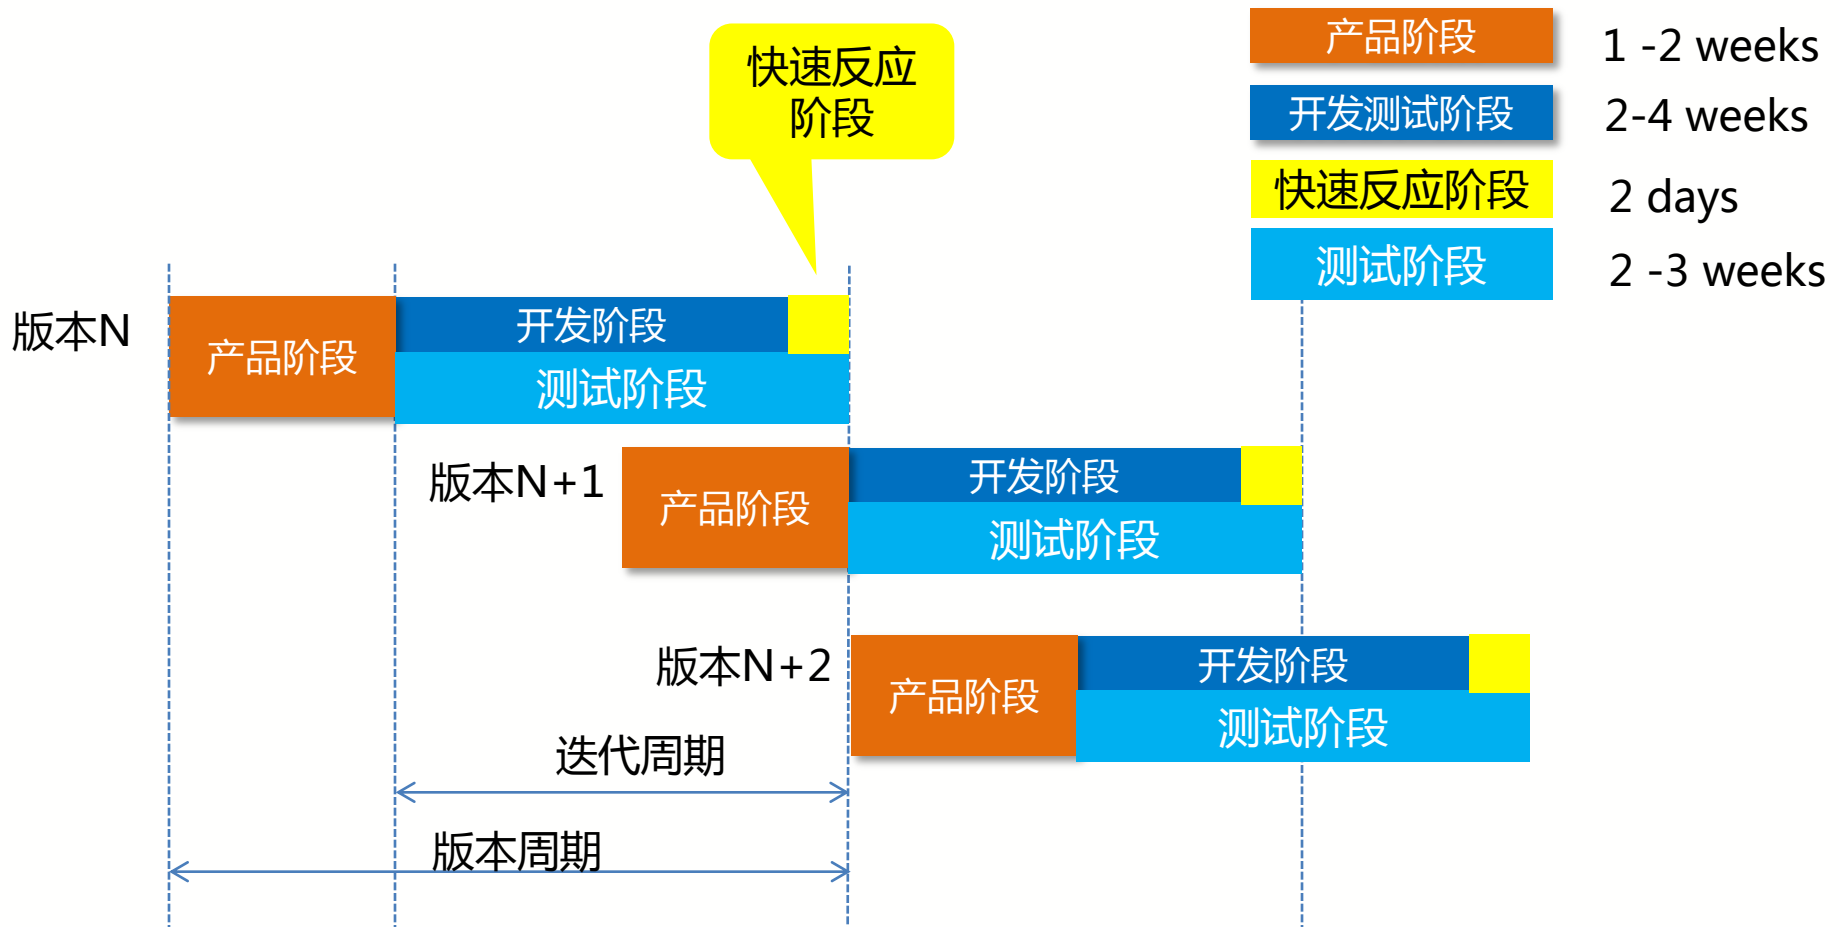 快速反应
阶段
产品阶段
1 -2 weeks
开发测试阶段
2-4 weeks
快速反应阶段
2 days
测试阶段
2 -3 weeks
版本N
产品阶段
开发阶段
测试阶段
版本N+1
产品阶段
开发阶段
测试阶段
版本N+2
产品阶段
开发阶段
测试阶段
迭代周期
版本周期